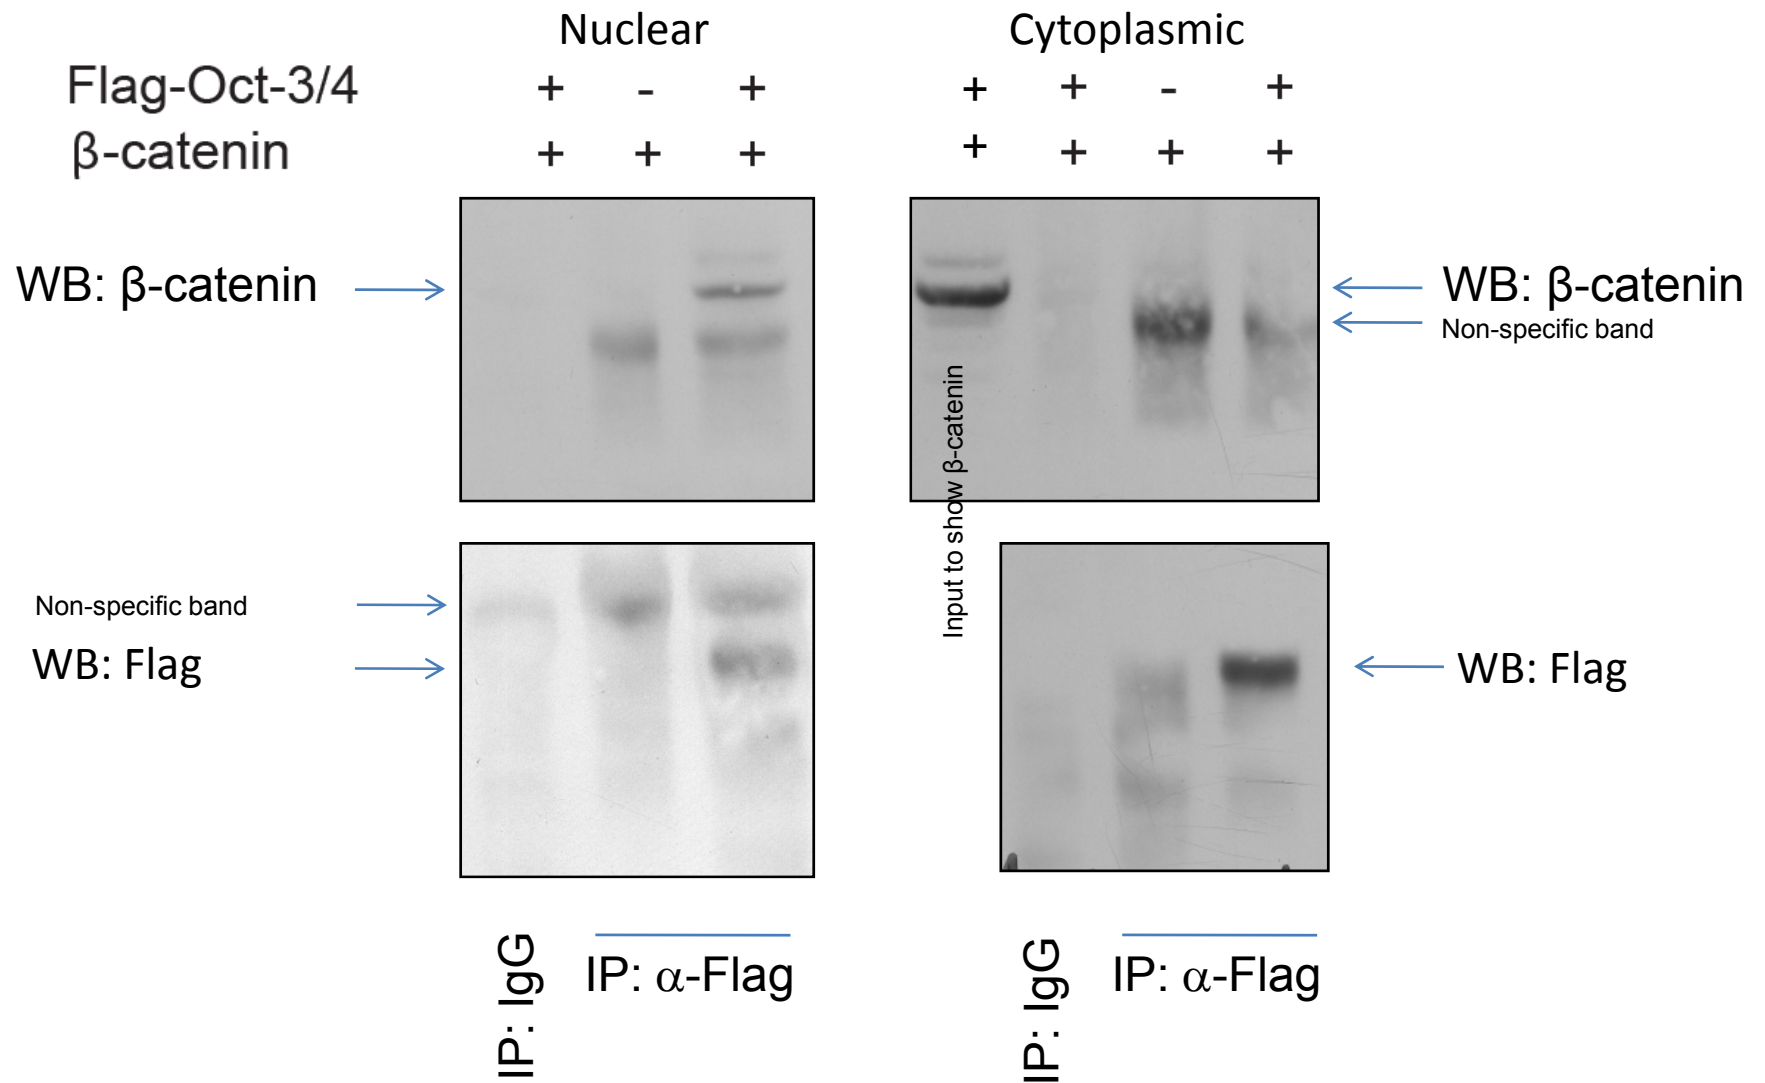 Nuclear Cytoplasmic
Flag-Oct-3/4 + - + + + - +
β-catenin + + + + + + +
WB: β-catenin WB: β-catenin
Non-specific band
Input to show β-catenin
Non-specific band
WB: Flag WB: Flag
IP: IgG IP: α-Flag IP: IgG IP: α-Flag